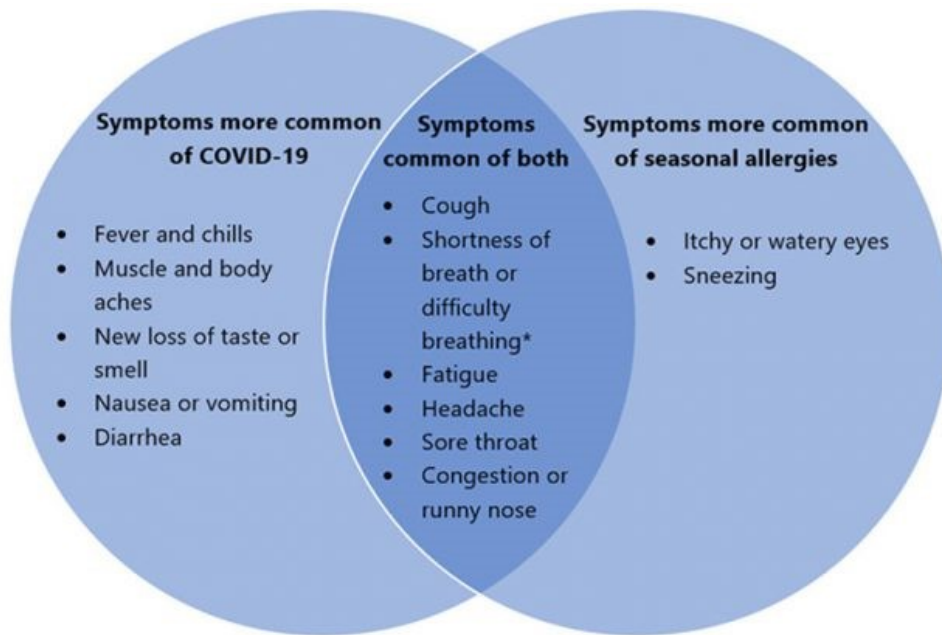 Symptoms more common
of COVID-19
• Fever and chills
• Muscle and body
aches
• New loss of taste or
smell
• Nausea or vomiting
• Diarrhea
Symptoms
common of both
• Cough
• Shortness of
breath or
difficulty
breathing*
• Fatigue
• Headache
• Sore throat
• Congestion or
runny nose
Symptoms more common
of seasonal allergies
• Itchy or watery eyes
• Sneezing